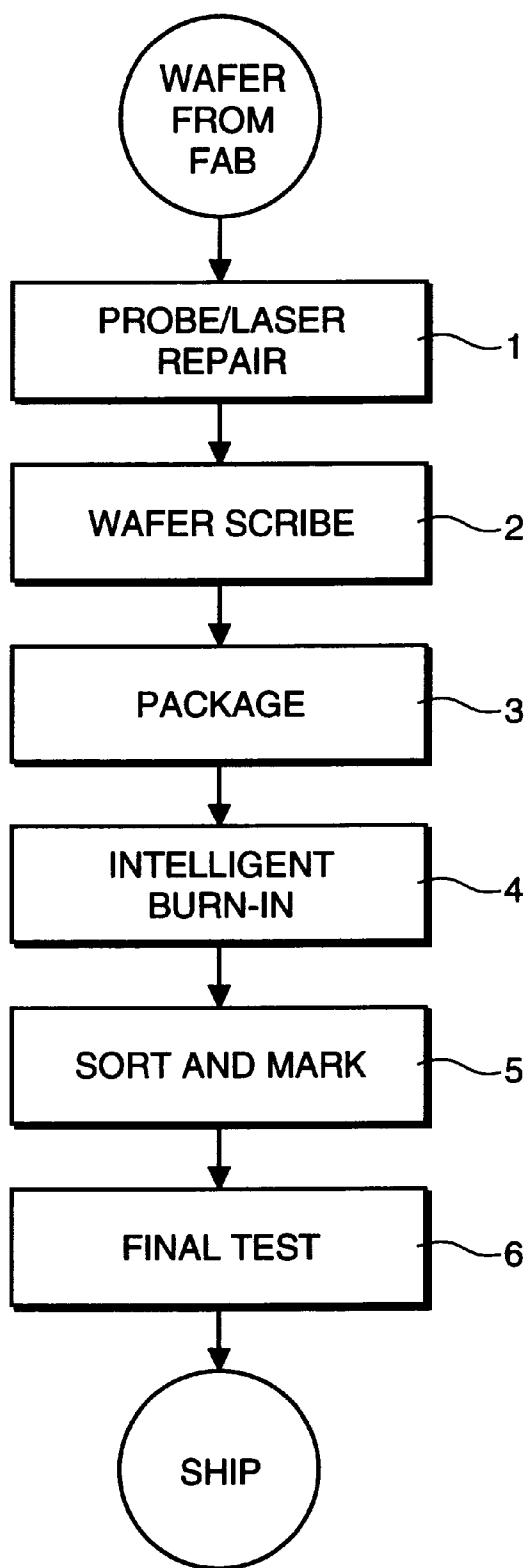 WAFER
FROM
FAB
PROBE/LASER
REPAIR
1
WAFER SCRIBE
2
PACKAGE
3
INTELLIGENT
BURN-IN
4
SORT AND MARK
5
FINAL TEST
6
SHIP